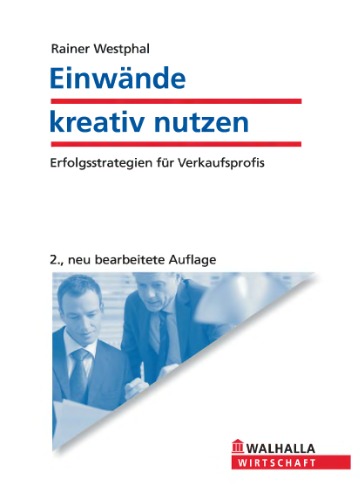 Rainer Westphal
Einwände
kreativ nutzen
Erfolgsstrategien für Verkaufsprofis
2., neu bearbeitete Auflage
WALHALLA
WIRTSCHAFT